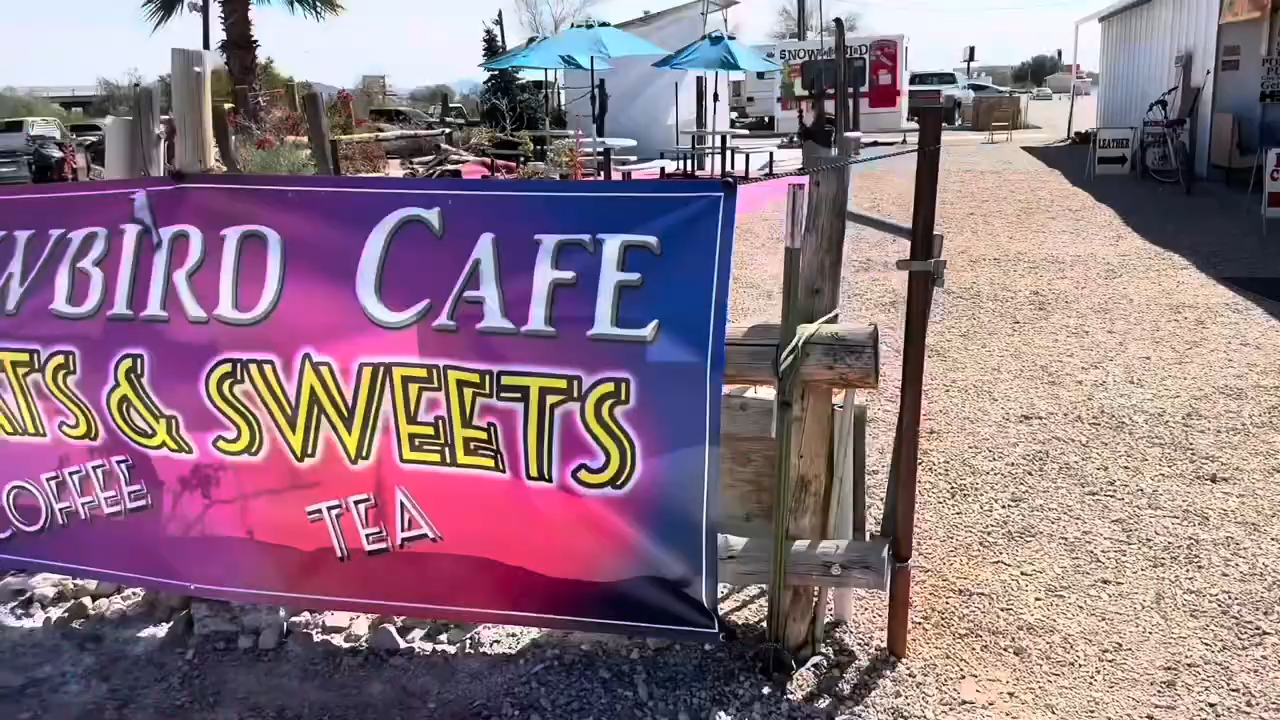 SNOWBIRD
LEATHER
WBIRD CAFE
ATS & SWEETS
COFFEE
TEA